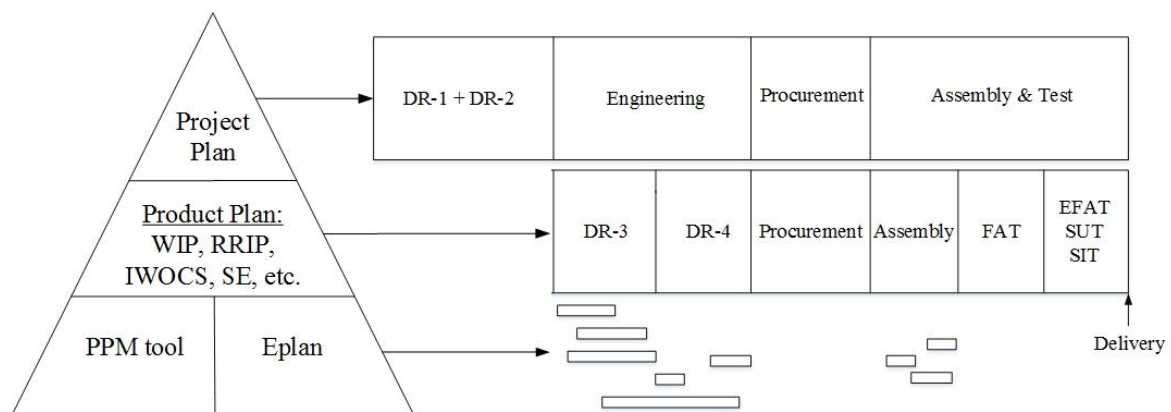 Project
Plan
Product Plan:
WIP, RRIP,
IWOCS, SE, etc.
PPM tool
Eplan
DR-1 + DR-2
Engineering
Procurement
Assembly & Test
DR-3
DR-4
Procurement
Assembly
FAT
EFAT
SUT
SIT
Delivery